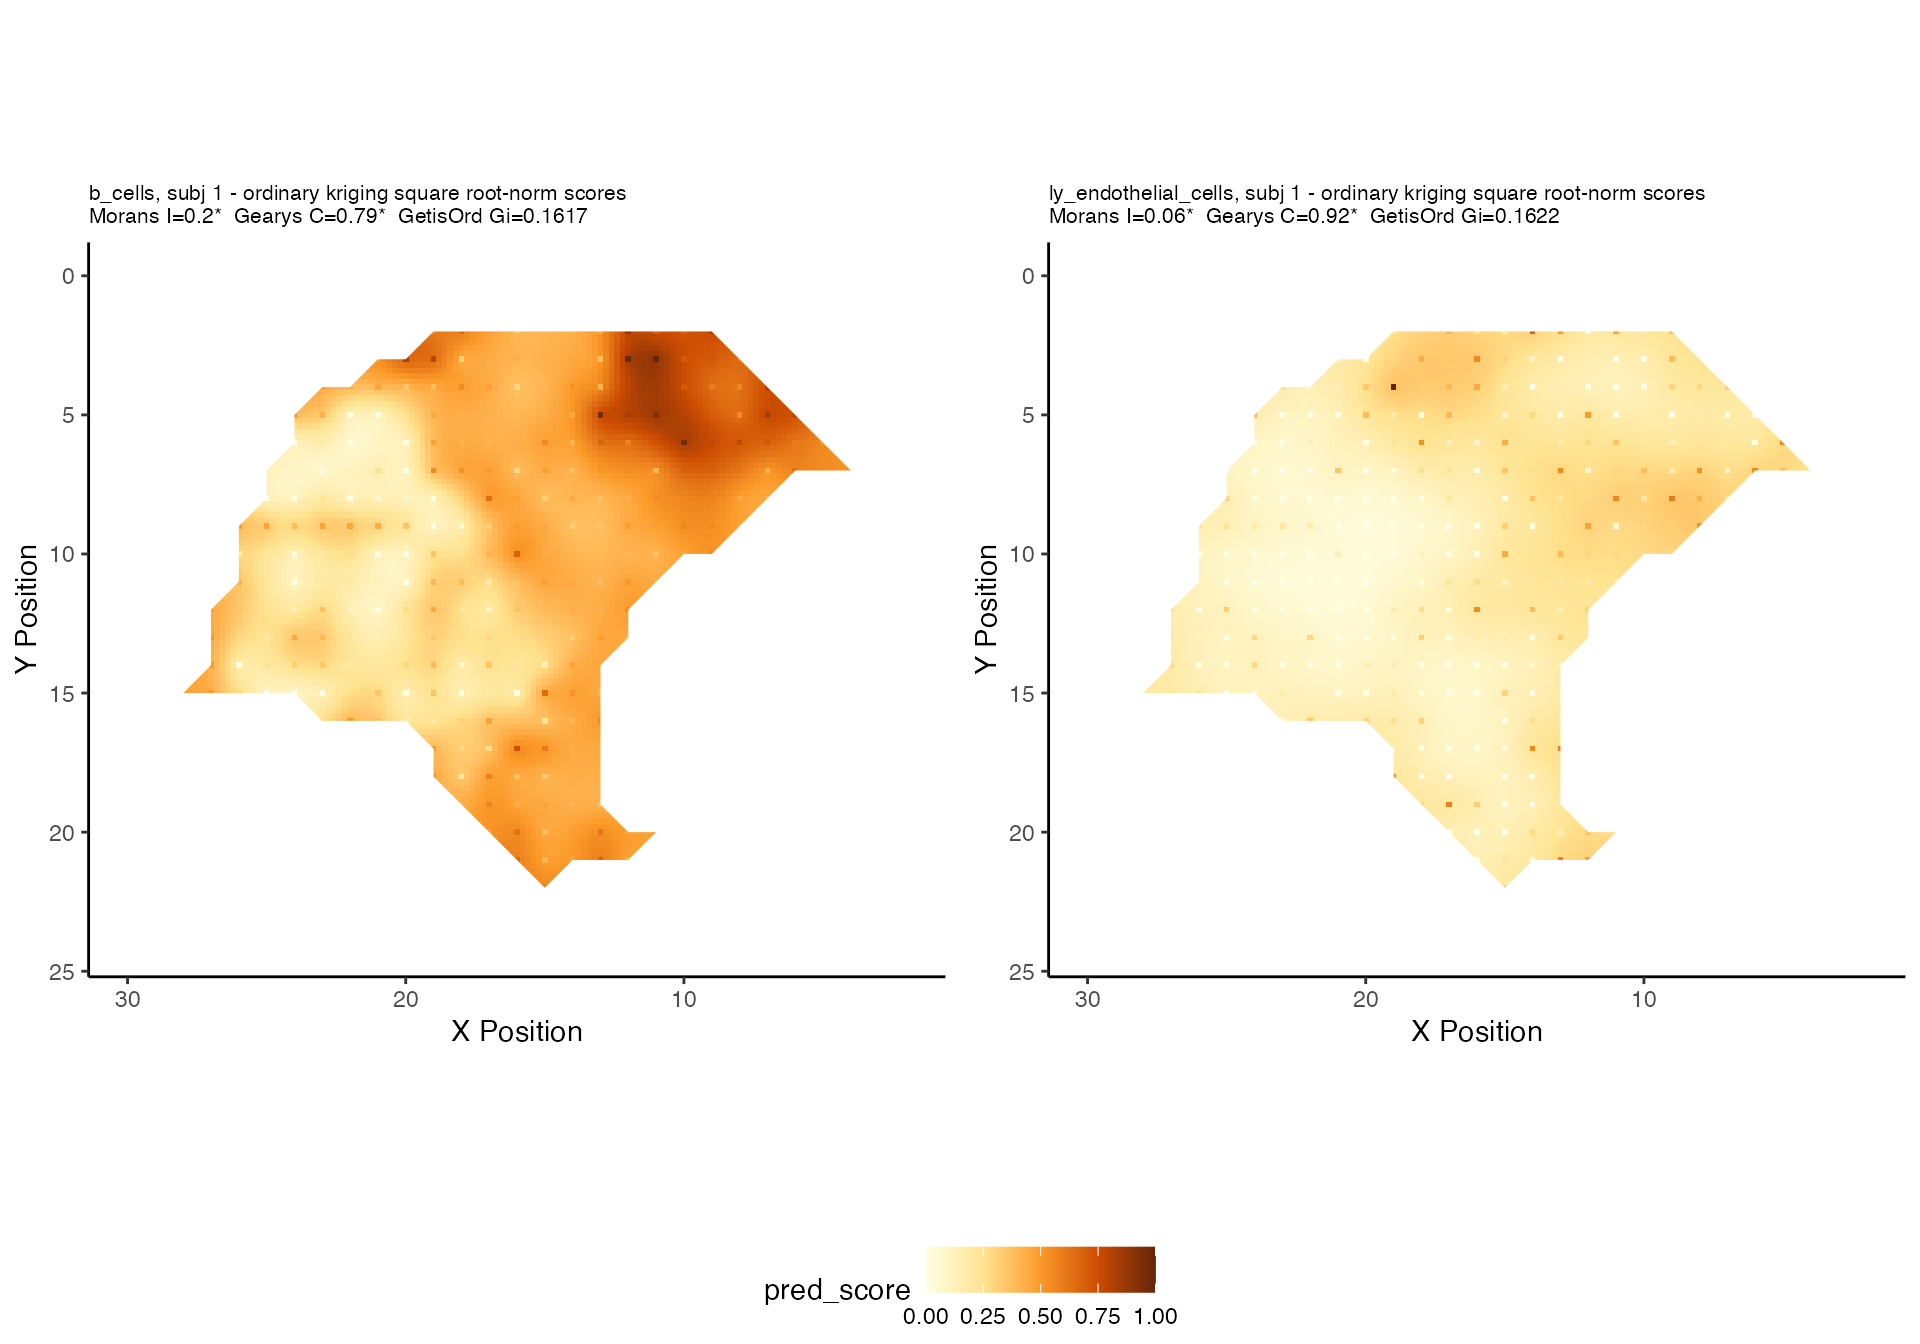 b_cells, subj 1 - ordinary kriging square root-norm scores
Morans I=0.2*  Gearys C=0.79*  GetisOrd Gi=0.1617
0
5
10
15
20
25
30
20
10
Y Position
X Position
ly_endothelial_cells, subj 1 - ordinary kriging square root-norm scores
Morans I=0.06*  Gearys C=0.92*  GetisOrd Gi=0.1622
0
5
10
15
20
25
30
20
10
Y Position
X Position
pred_score
0.00 0.25 0.50 0.75 1.00